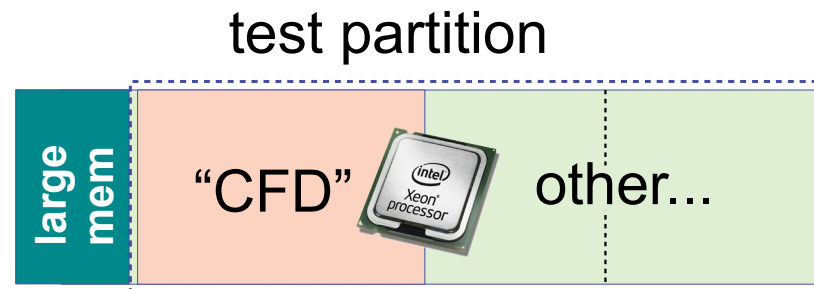 test partition
large
mem
“CFD”
intel
Xeon®
processor
other...